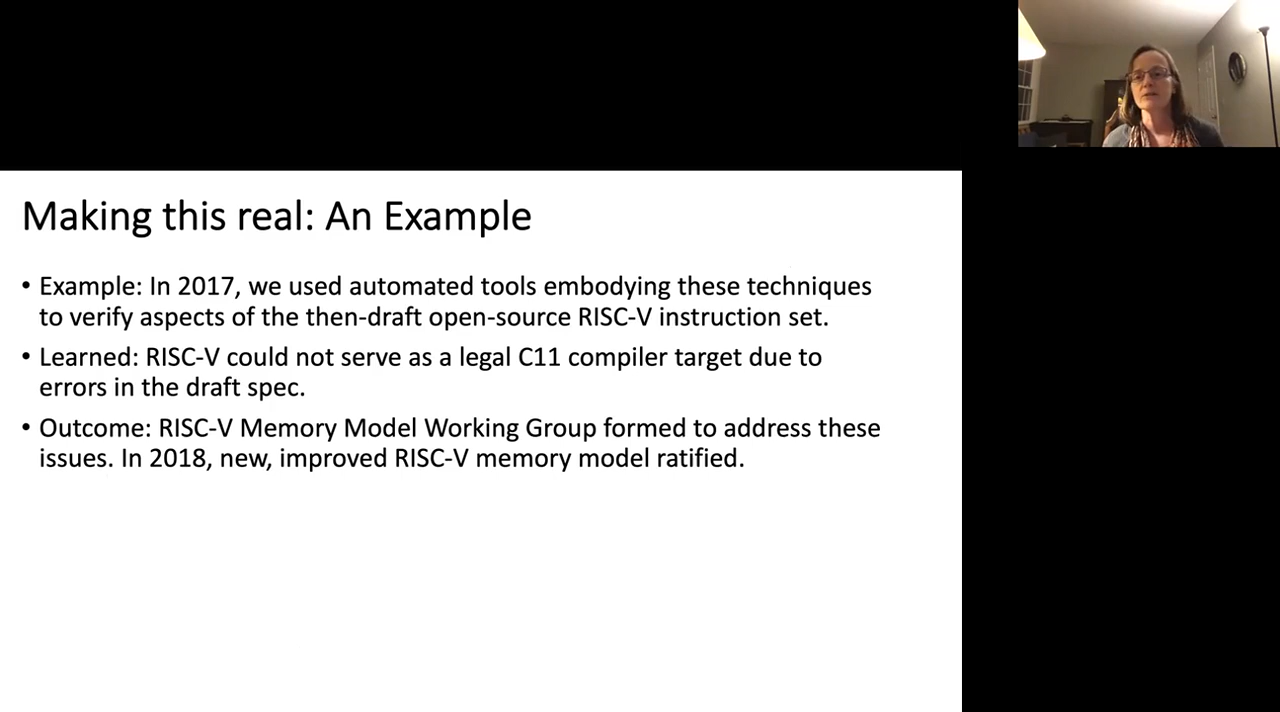 Making this real: An Example
• Example: In 2017, we used automated tools embodying these techniques
to verify aspects of the then-draft open-source RISC-V instruction set.
• Learned: RISC-V could not serve as a legal C11 compiler target due to
errors in the draft spec.
• Outcome: RISC-V Memory Model Working Group formed to address these
issues. In 2018, new, improved RISC-V memory model ratified.